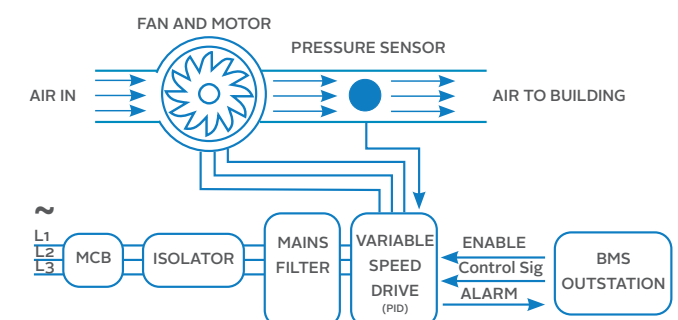 FAN AND MOTOR
PRESSURE SENSOR
AIR IN
AIR TO BUILDING
~
L1
L2
L3
MCB
ISOLATOR
MAINS
FILTER
VARIABLE
SPEED
DRIVE
(PID)
ENABLE
Control Sig
ALARM
BMS
OUTSTATION